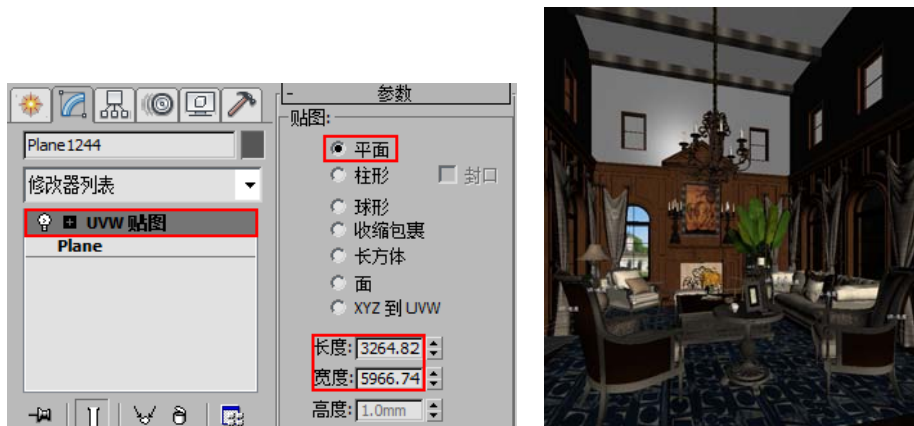 Plane1244
修改器列表
UVW 贴图
Plane
- 参数
贴图:
平面
柱形 封口
球形
收缩包裹
长方体
面
XYZ 到 UVW
长度: 3264.82
宽度: 5966.74
高度: 1.0mm